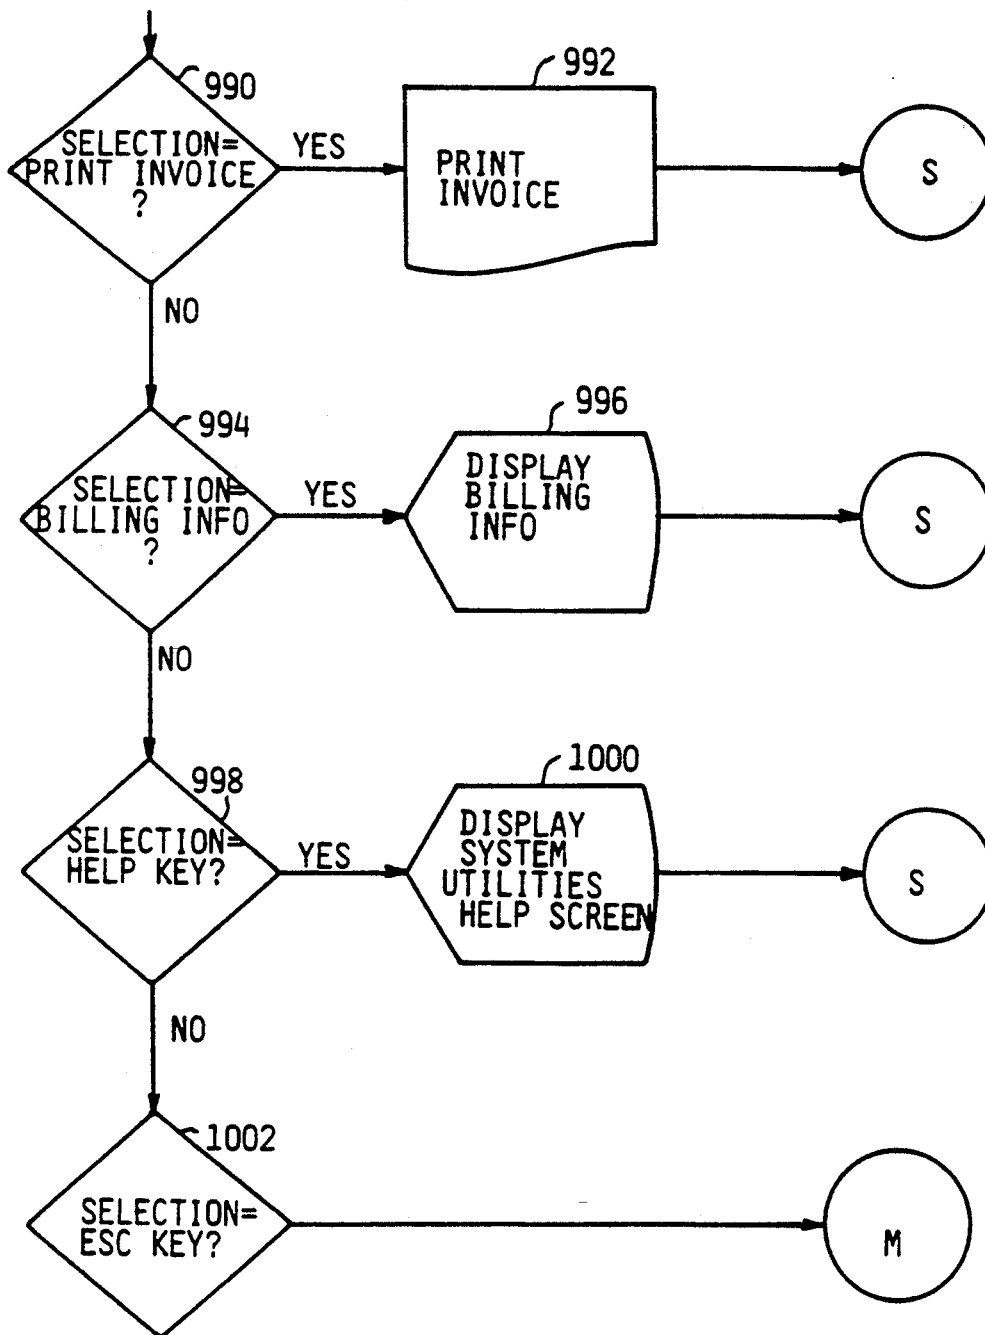 990
SELECTION=
PRINT INVOICE
?
YES
992
PRINT
INVOICE
S
NO
994
SELECTION=
BILLING INFO
?
YES
996
DISPLAY
BILLING
INFO
S
NO
998
SELECTION=
HELP KEY?
YES
1000
DISPLAY
SYSTEM
UTILITIES
HELP SCREEN
S
NO
1002
SELECTION=
ESC KEY?
M